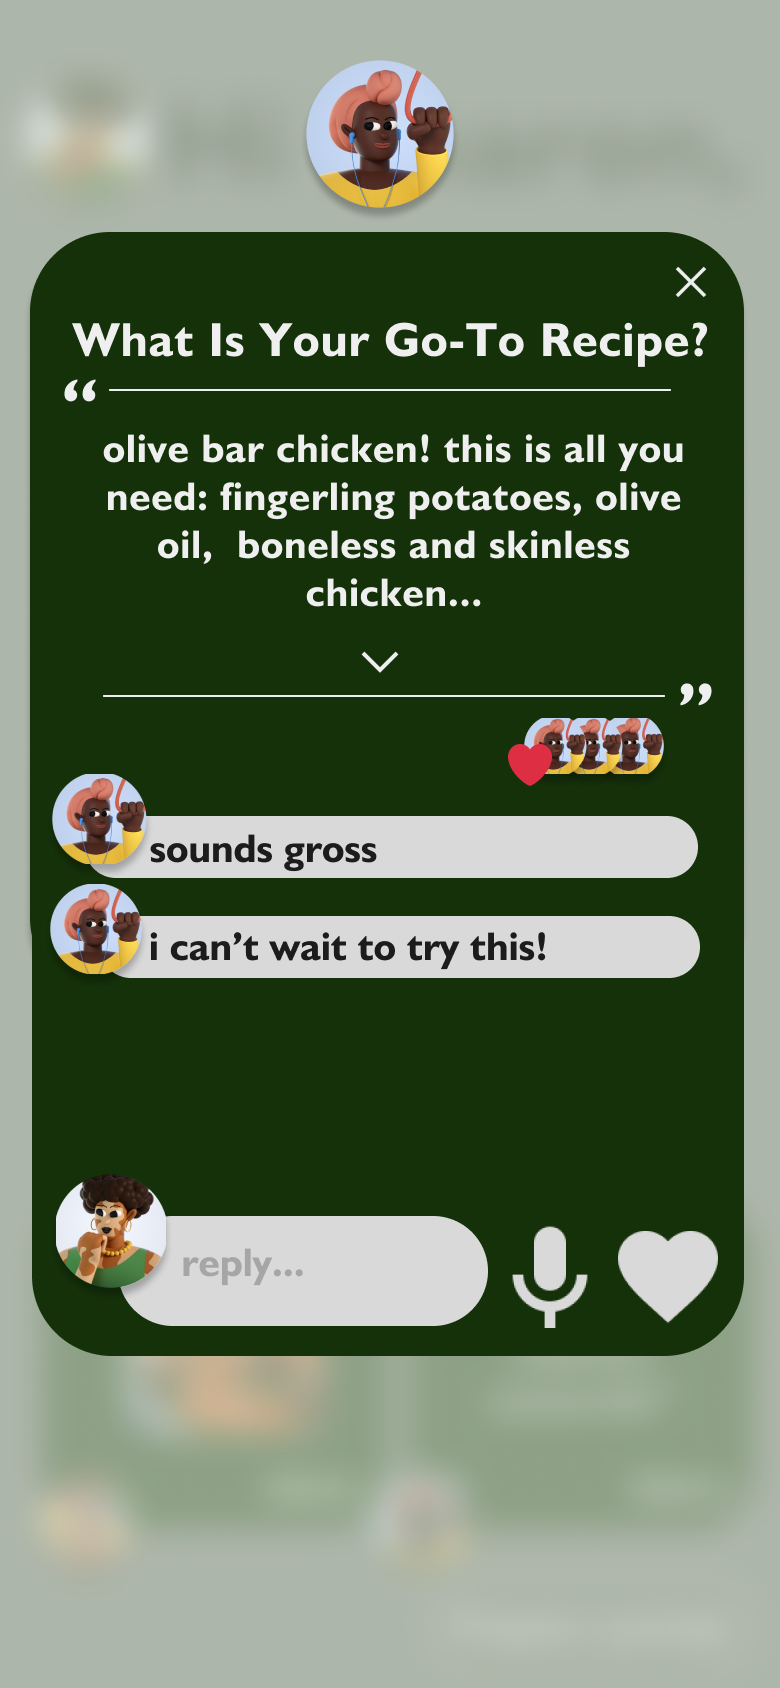 What Is Your Go-To Recipe?
“
olive bar chicken! this is all you
need: fingerling potatoes, olive
oil,  boneless and skinless
chicken...
”
sounds gross
i can’t wait to try this!
reply...